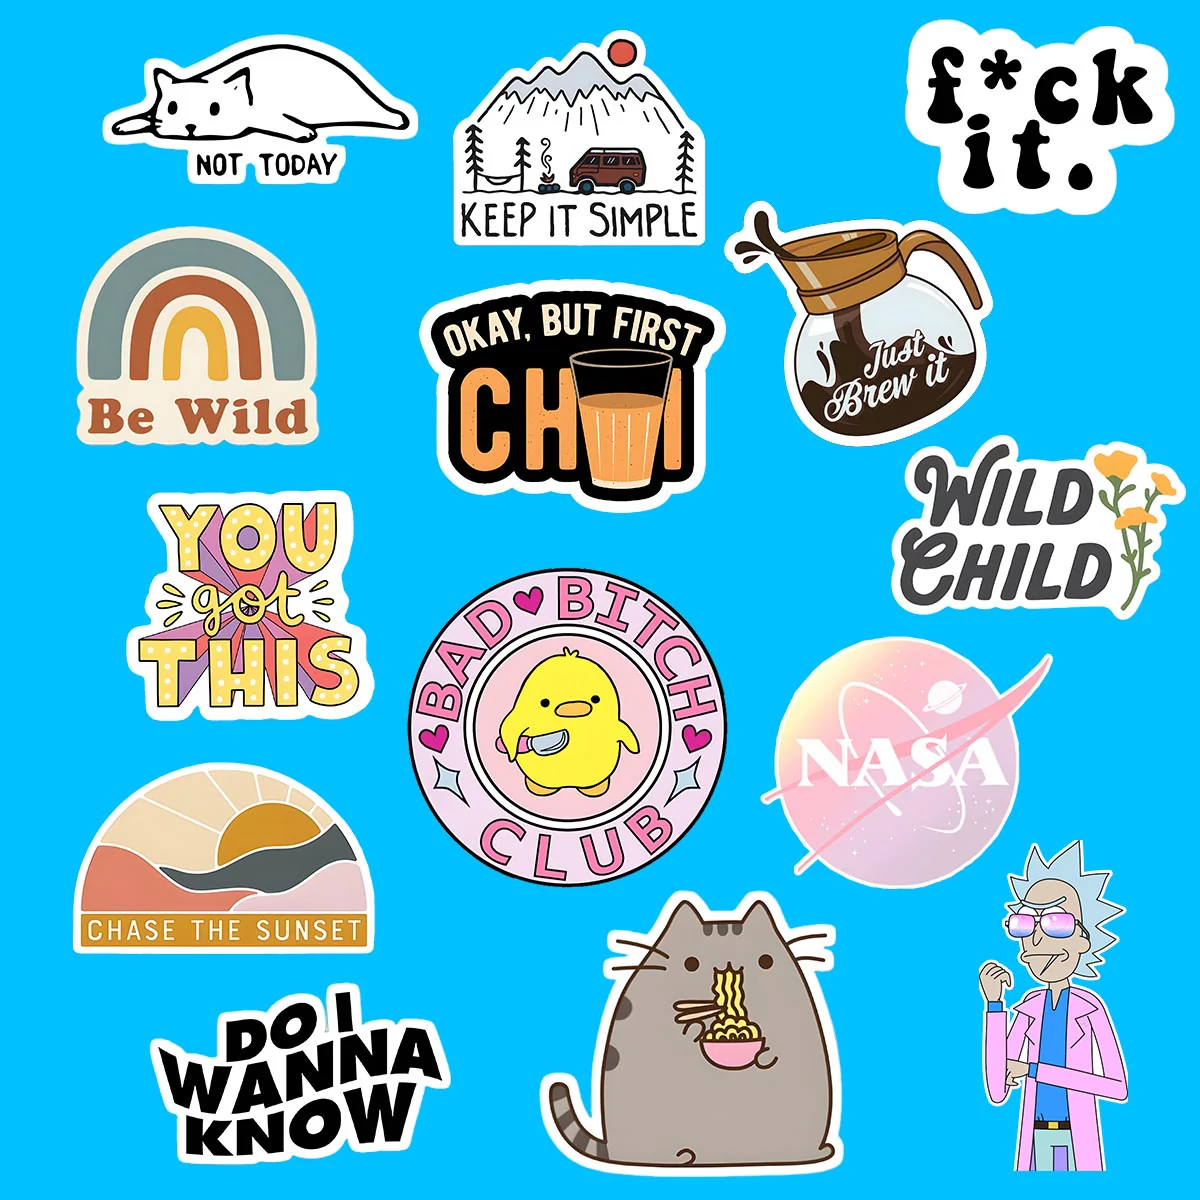 NOT TODAY
KEEP IT SIMPLE
f*ck
it.
Be Wild
OKAY, BUT FIRST
CHAI
Just
Brew it
WILD
CHILD
YOU
got
THIS
BAD BITCH
CLUB
NASA
CHASE THE SUNSET
DO I
WANNA
KNOW